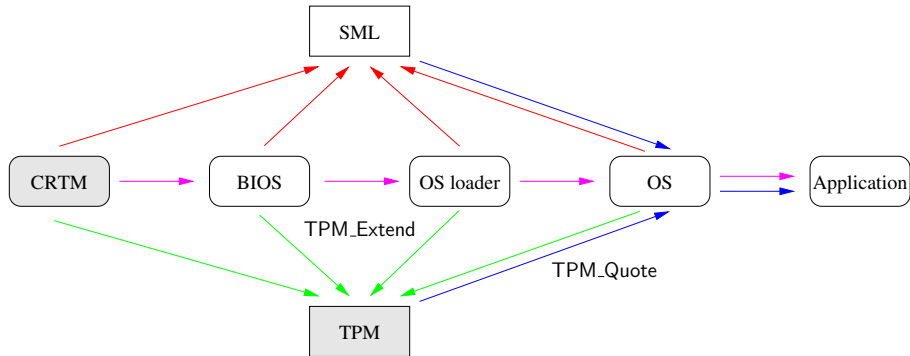 SML
CRTM
BIOS
OS loader
OS
Application
TPM_Extend
TPM_Quote
TPM